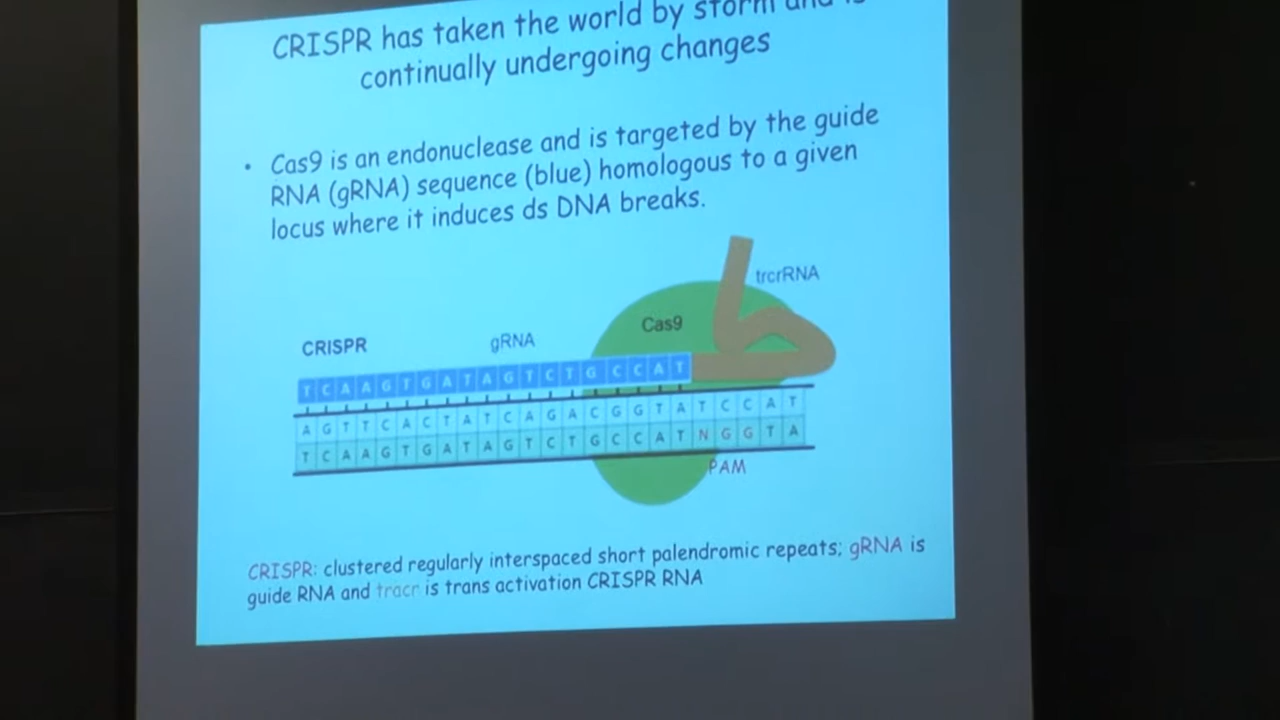 CRISPR has taken the world by storm and is
continually undergoing changes
• Cas9 is an endonuclease and is targeted by the guide
RNA (gRNA) sequence (blue) homologous to a given
locus where it induces ds DNA breaks.
trcrRNA
Cas9
CRISPR gRNA
T C A A G T G A T A G T C T G C C A T
A G T T C A C T A T C A G A C G G T A T C C A T
T C A A G T G A T A G T C T G C C A T N G G T A
PAM
CRISPR: clustered regularly interspaced short palendromic repeats; gRNA is
guide RNA and tracr is trans activation CRISPR RNA